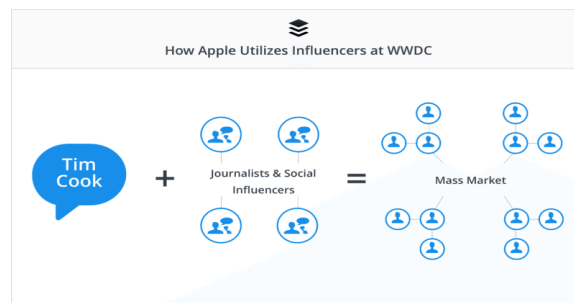 How Apple Utilizes Influencers at WWDC
Tim
Cook
+
Journalists & Social
Influencers
=
Mass Market